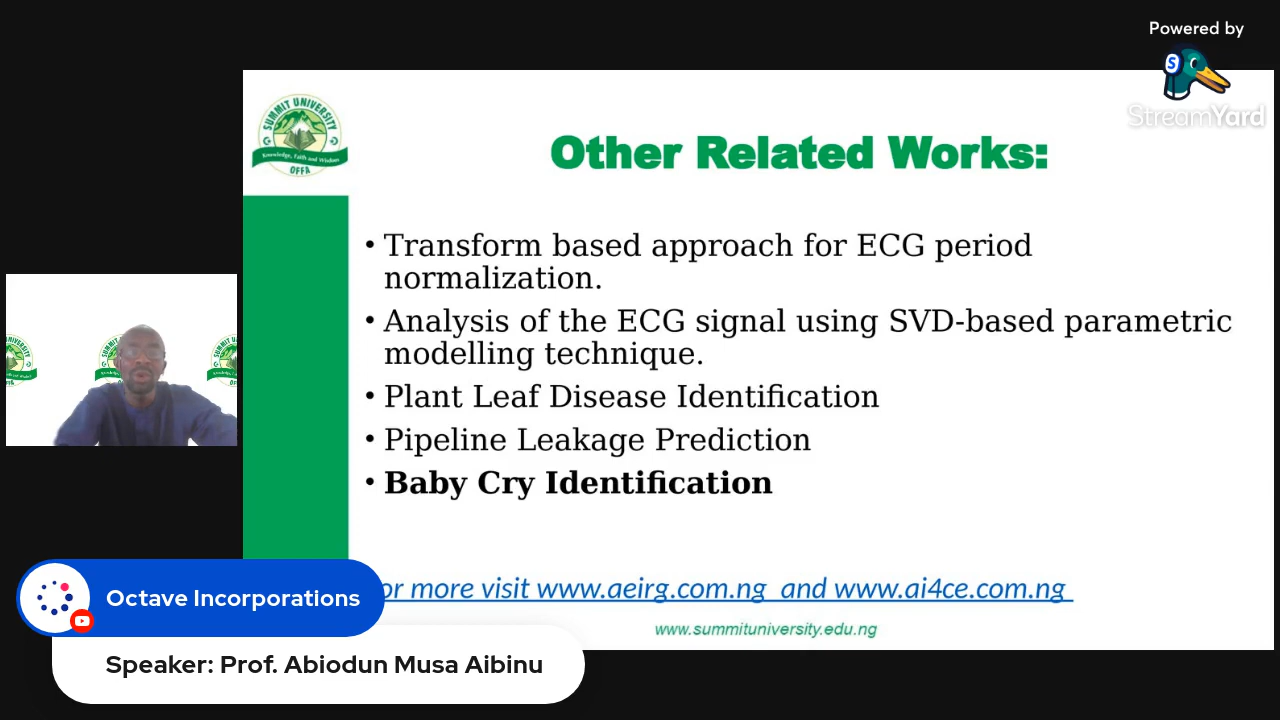 Powered by
StreamYard
SUMMIT UNIVERSITY
Knowledge, Faith and Wisdom
OFFA
Other Related Works:
• Transform based approach for ECG period
normalization.
• Analysis of the ECG signal using SVD-based parametric
modelling technique.
• Plant Leaf Disease Identification
• Pipeline Leakage Prediction
• Baby Cry Identification
or more visit www.aeirg.com.ng and www.ai4ce.com.ng
www.summituniversity.edu.ng
Octave Incorporations
Speaker: Prof. Abiodun Musa Aibinu